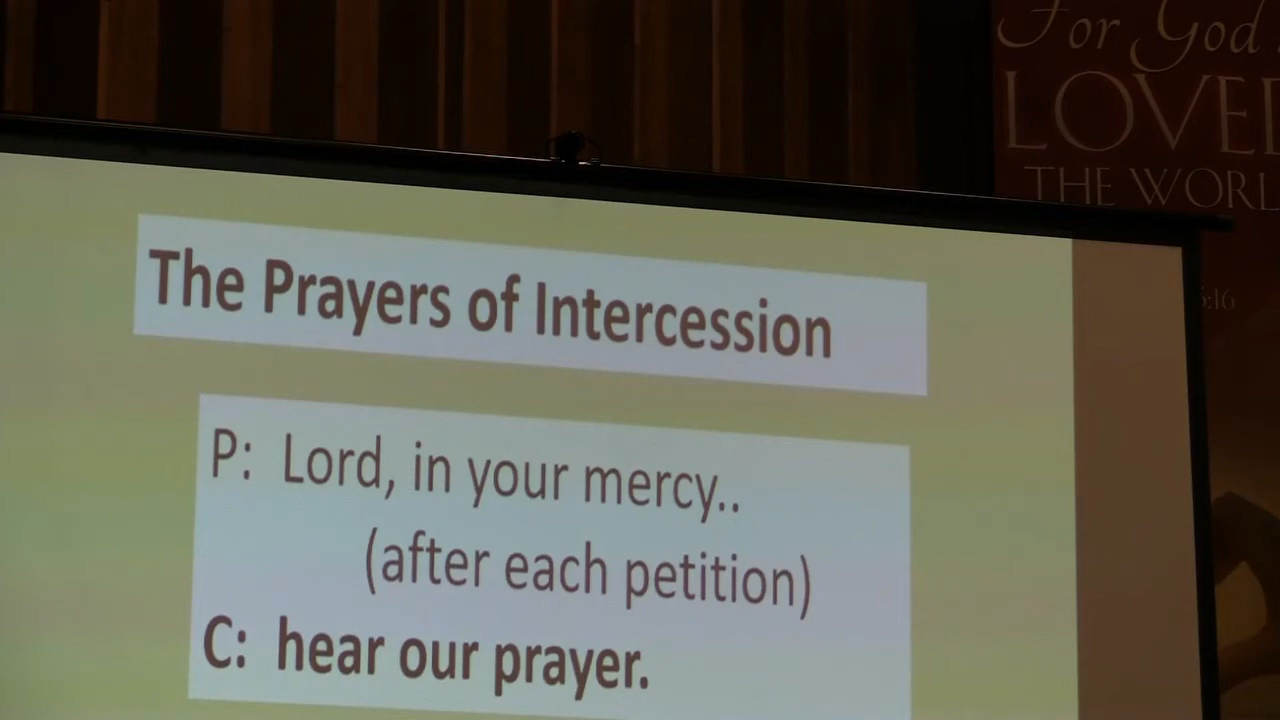 For God
LOVED
THE WORL
:16
The Prayers of Intercession
P: Lord, in your mercy..
(after each petition)
C: hear our prayer.